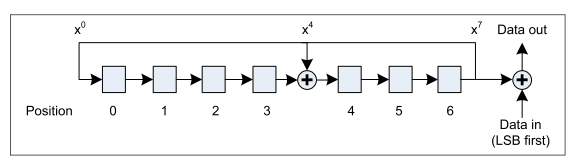 x⁰ x⁴ x⁷ Data out
Position 0 1 2 3 4 5 6
Data in
(LSB first)